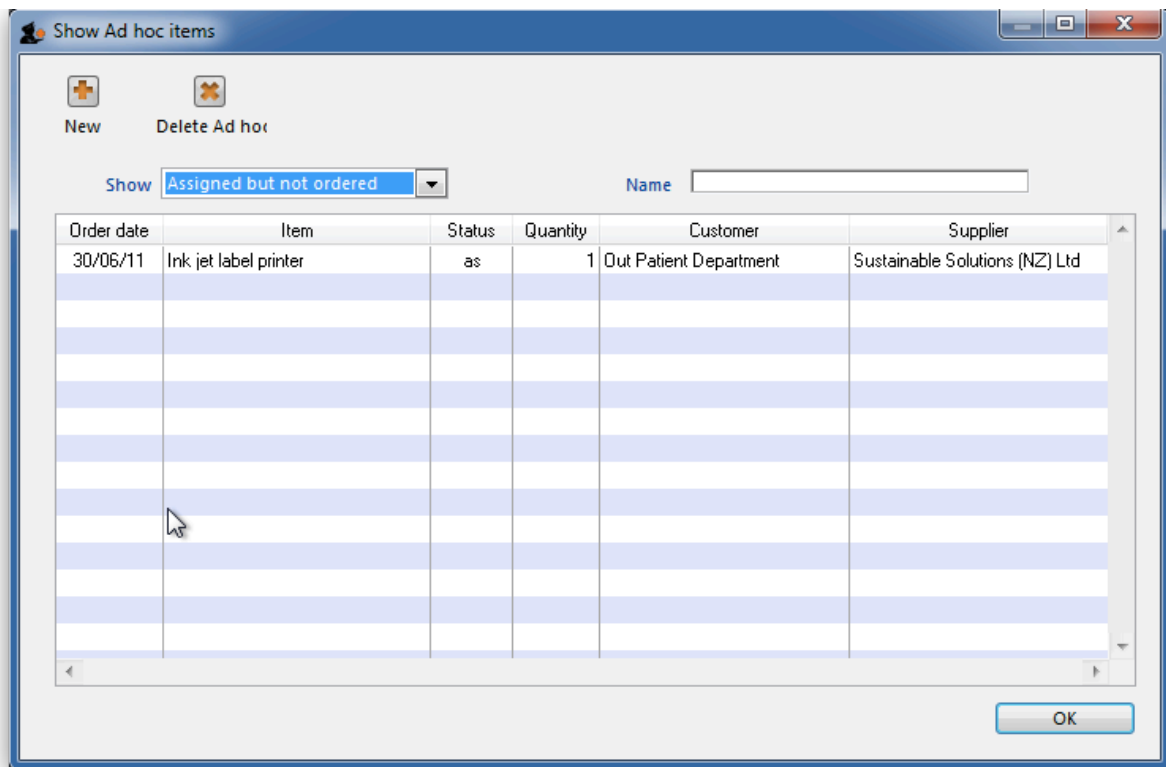 Show Ad hoc items
New Delete Ad hoc
Show Assigned but not ordered Name
Order date Item Status Quantity Customer Supplier
30/06/11 Ink jet label printer as 1 Out Patient Department Sustainable Solutions (NZ) Ltd
OK